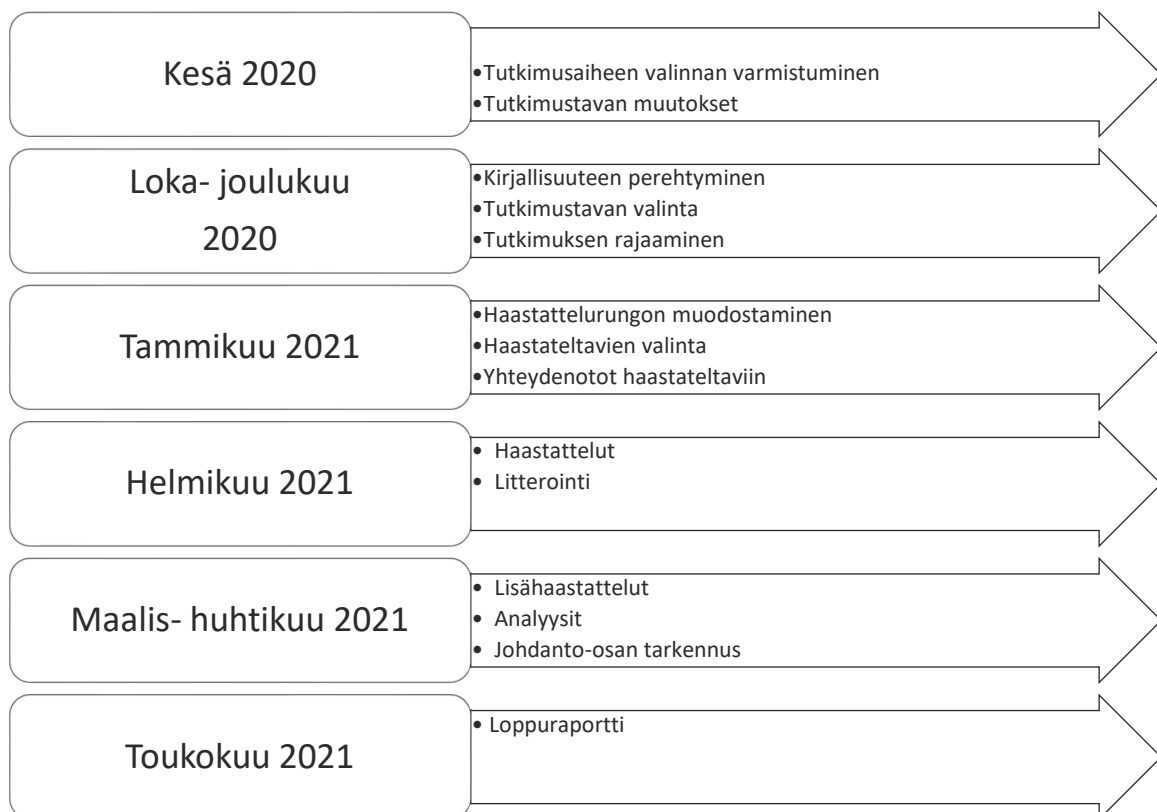 Kesä 2020
•Tutkimusaiheen valinnan varmistuminen
•Tutkimustavan muutokset
Loka- joulukuu
2020
•Kirjallisuuteen perehtyminen
•Tutkimustavan valinta
•Tutkimuksen rajaaminen
Tammikuu 2021
•Haastattelurungon muodostaminen
•Haastateltavien valinta
•Yhteydenotot haastateltaviin
Helmikuu 2021
• Haastattelut
• Litterointi
Maalis- huhtikuu 2021
• Lisähaastattelut
• Analyysit
• Johdanto-osan tarkennus
Toukokuu 2021
• Loppuraportti